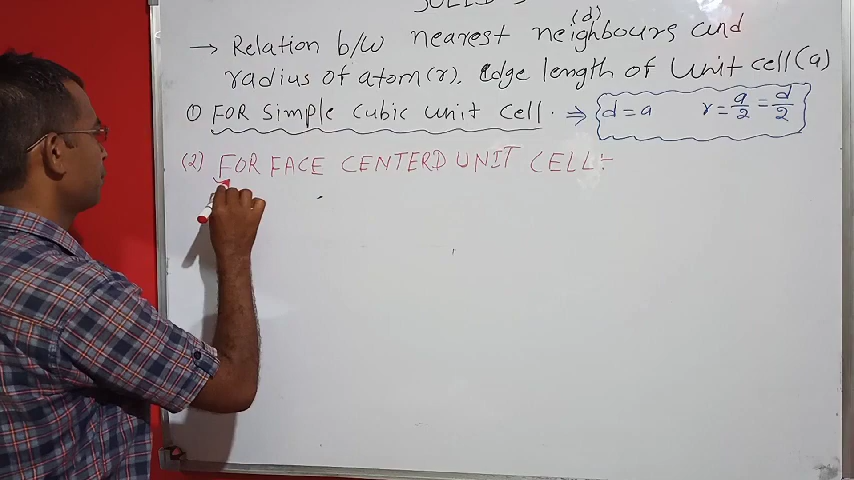 → Relation b/w nearest neighbours (d) and
radius of atom(r), Edge length of Unit cell (a)
① FOR Simple Cubic Unit Cell. ⇒ d = a r = a/2 = d/2
(2) FOR FACE CENTERD UNIT CELL:-